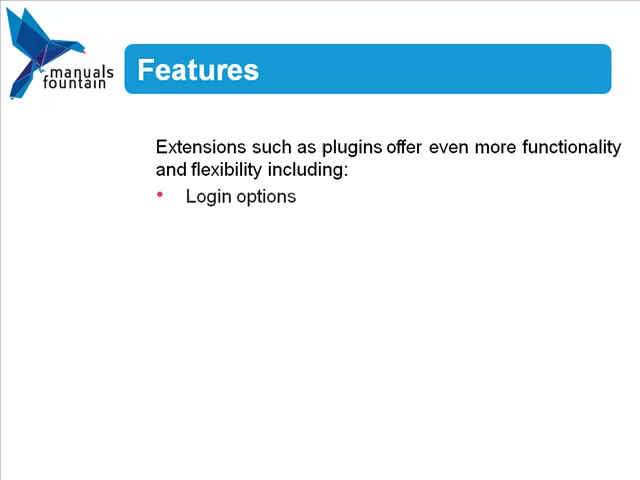 manuals
fountain
Features
Extensions such as plugins offer even more functionality
and flexibility including:
• Login options